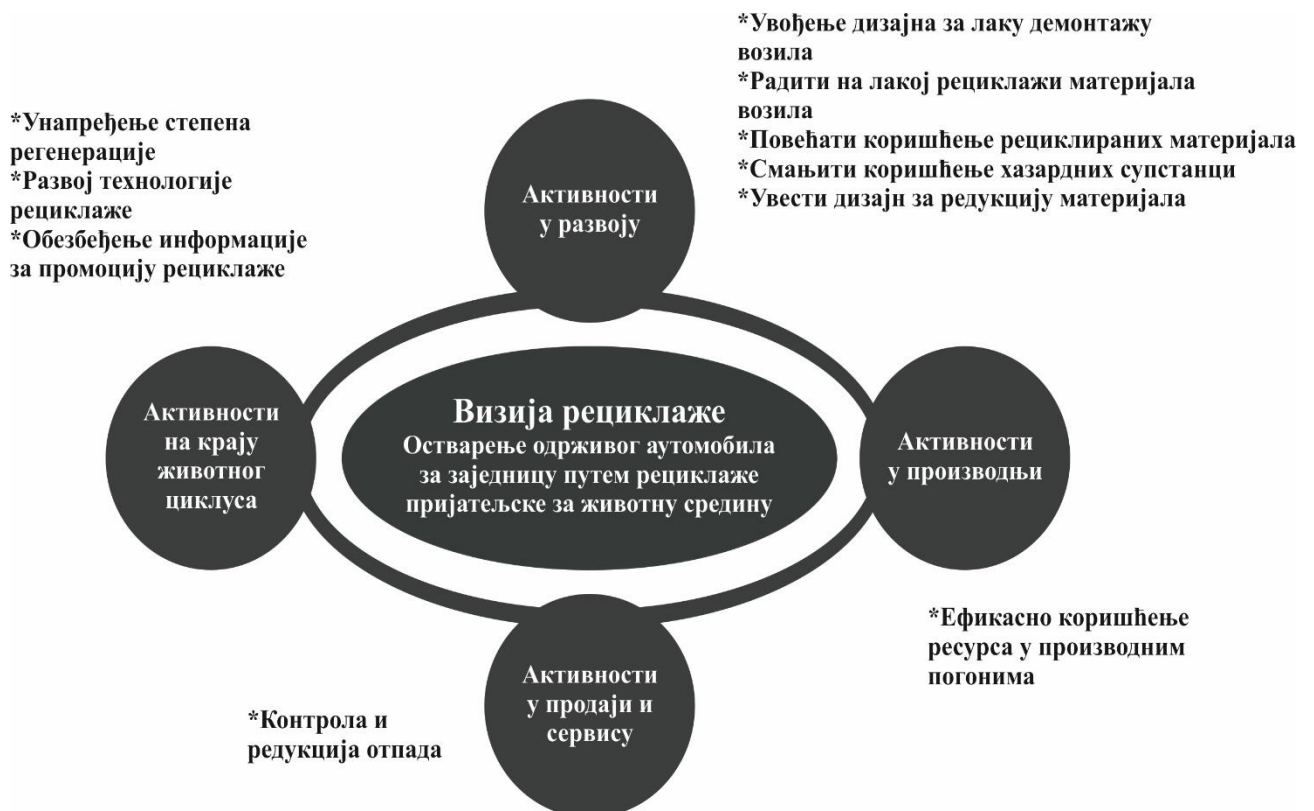 *Увођење дизајна за лаку демонтажу
возила
*Радити на лакој рециклажи материјала
возила
*Повећати коришћење рециклираних материјала
*Смањити коришћење хазардних супстанци
*Увести дизајн за редукцију материјала
*Унапређење степена
регенерације
*Развој технологије
рециклаже
*Обезбеђење информације
за промоцију рециклаже
Активности
у развоју
Активности
на крају
животног
циклуса
Визија рециклаже
Остварење одрживог аутомобила
за заједницу путем рециклаже
пријатељске за животну средину
Активности
у производњи
*Ефикасно коришћење
ресурса у производним
погонима
Активности
у продаји и
сервису
*Контрола и
редукција отпада